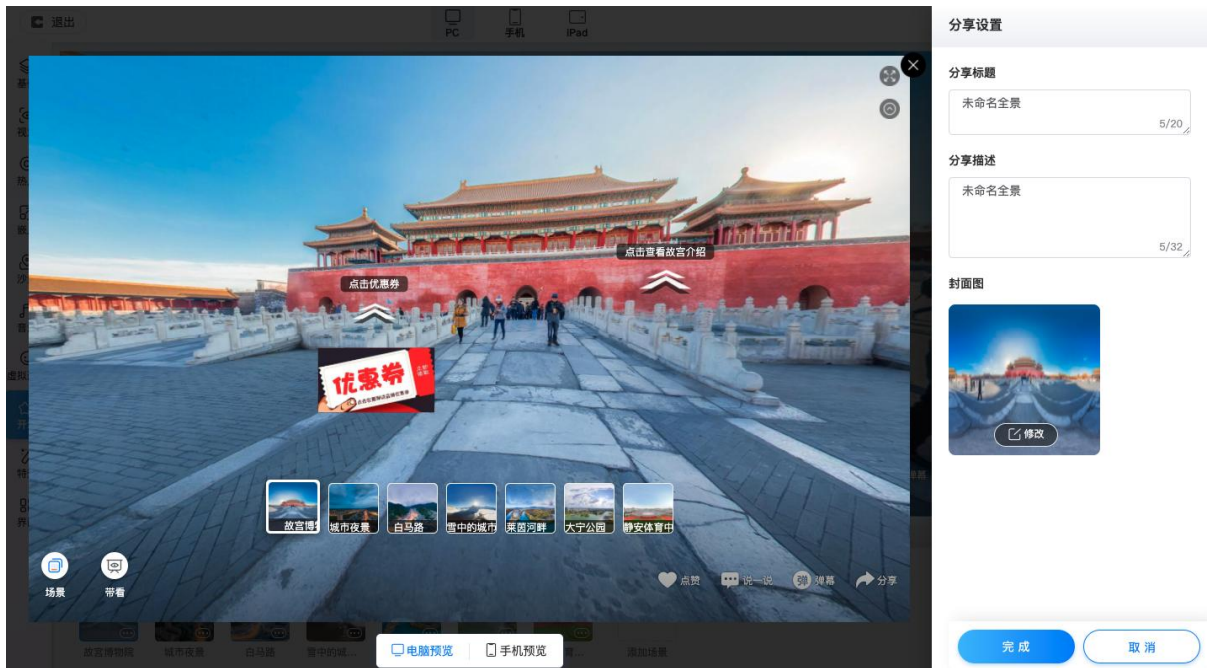 退出
PC
手机
iPad
分享设置
分享标题
未命名全景
5/20
分享描述
未命名全景
5/32
封面图
修改
点击查看故宫介绍
点击优惠券
优惠券
故宫博物
城市夜景
白马路
雪中的城市
莱茵河畔
大宁公园
静安体育中
场景
带看
点赞
说一说
弹 弹幕
分享
故宫博物院
城市夜景
白马路
雪中的城...
添加场景
电脑预览
手机预览
完成
取消